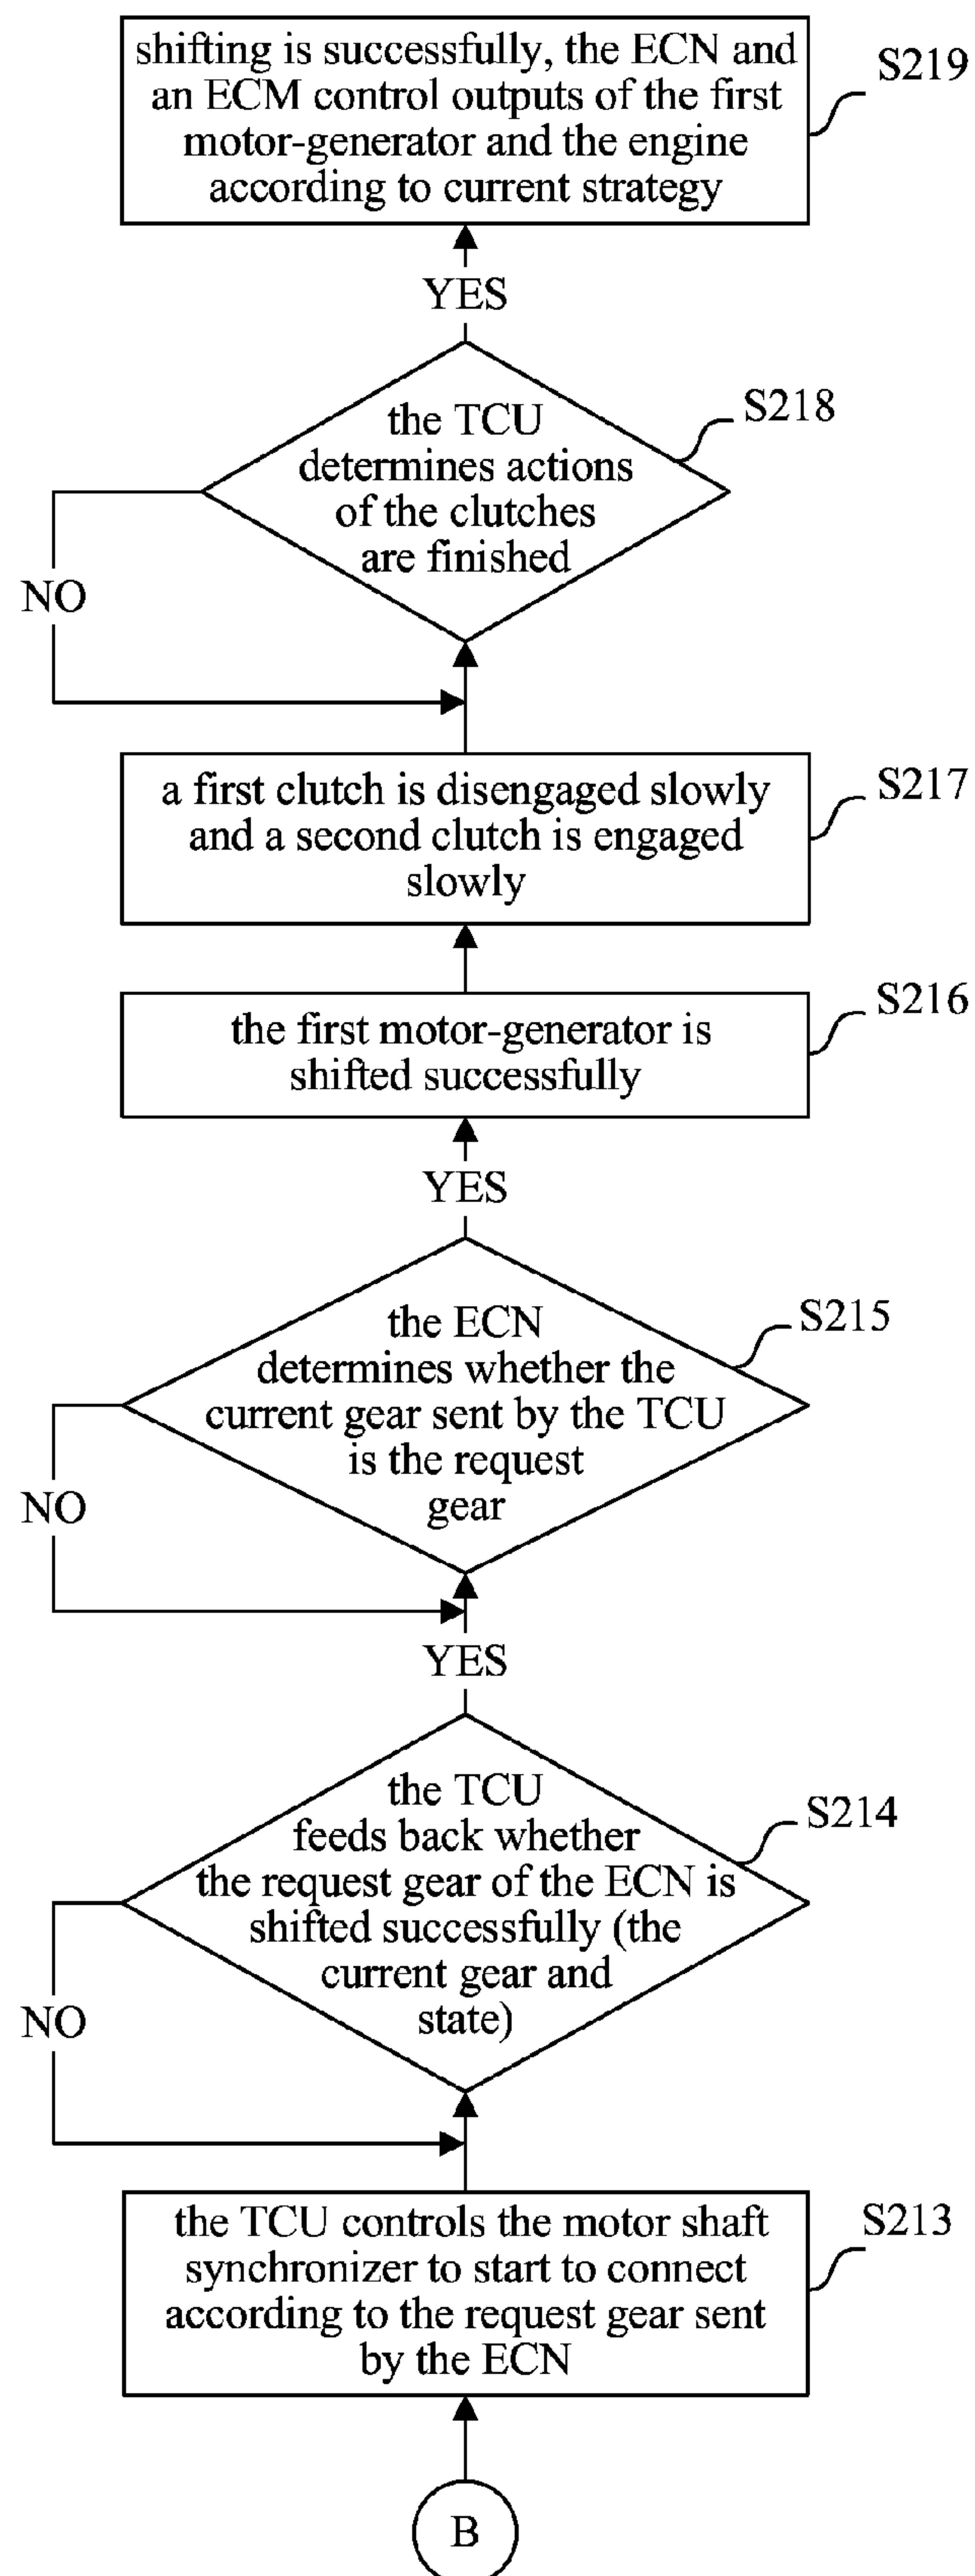 shifting is successfully, the ECN and
an ECM control outputs of the first
motor-generator and the engine
according to current strategy
S219
YES
the TCU
determines actions
of the clutches
are finished
S218
NO
a first clutch is disengaged slowly
and a second clutch is engaged
slowly
S217
the first motor-generator is
shifted successfully
S216
YES
the ECN
determines whether the
current gear sent by the TCU
is the request
gear
S215
NO
YES
the TCU
feeds back whether
the request gear of the ECN is
shifted successfully (the
current gear and
state)
S214
NO
the TCU controls the motor shaft
synchronizer to start to connect
according to the request gear sent
by the ECN
S213
B